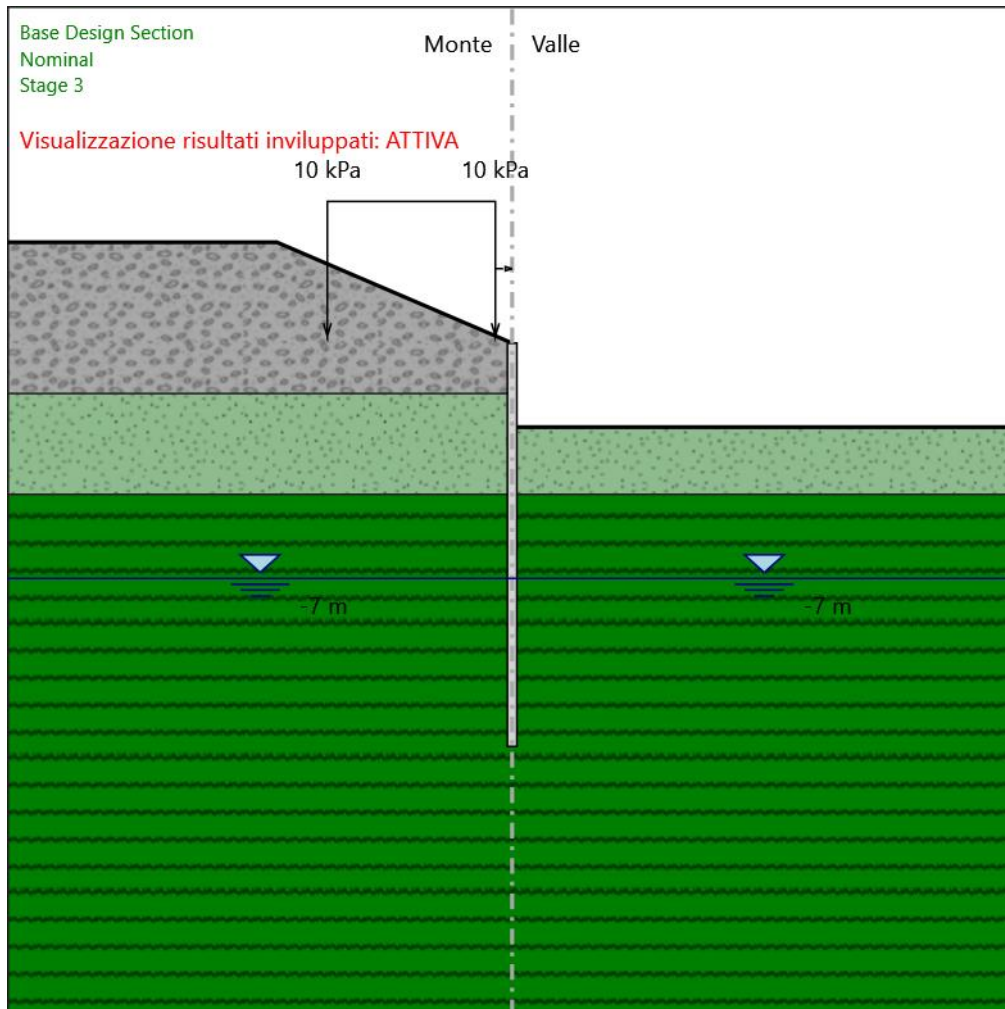 Base Design Section
Nominal
Stage 3
Monte
Valle
Visualizzazione risultati inviluppati: ATTIVA
10 kPa
10 kPa
-7 m
-7 m